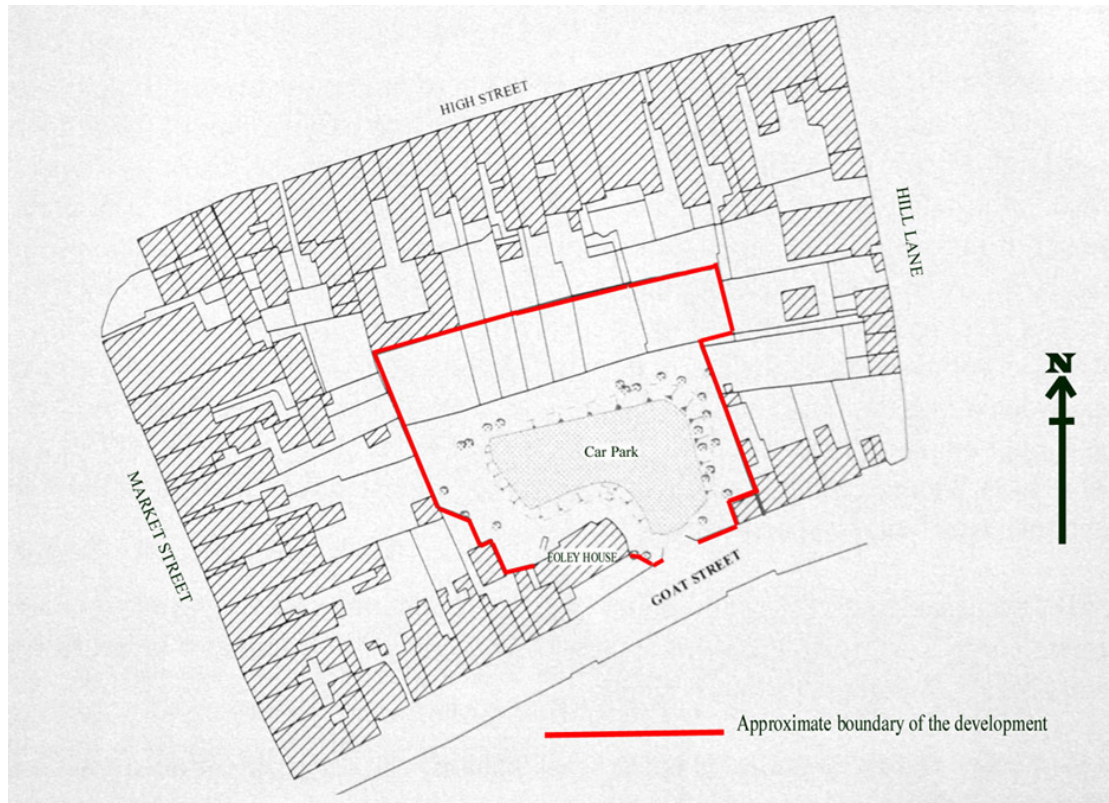 HIGH STREET
HILL LANE
N
Car Park
MARKET STREET
FOLEY HOUSE
GOAT STREET
Approximate boundary of the development